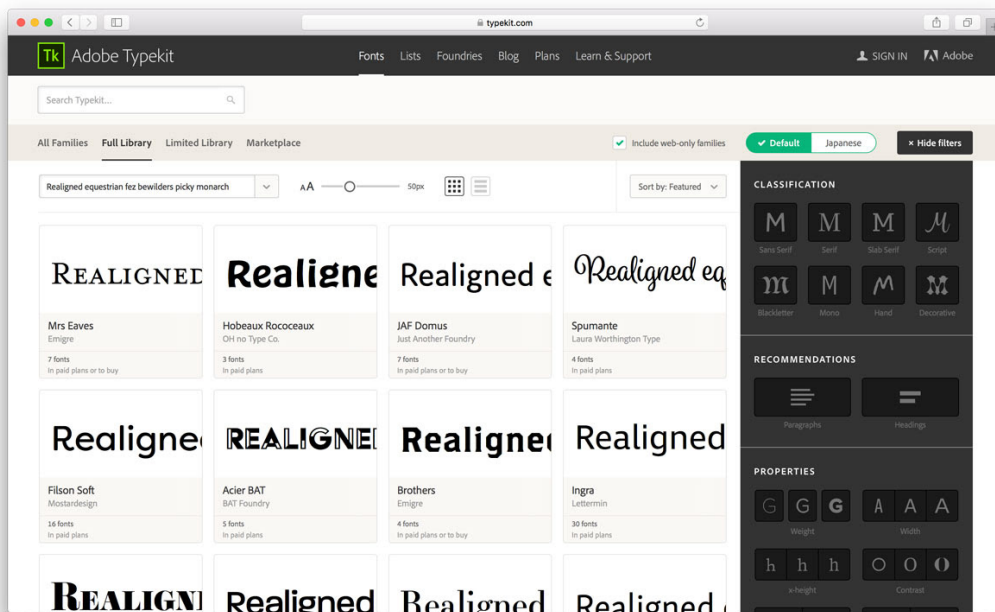 typekit.com
Tk Adobe Typekit Fonts Lists Foundries Blog Plans Learn & Support SIGN IN Adobe
Search Typekit...
All Families Full Library Limited Library Marketplace Include web-only families Default Japanese × Hide filters
Realigned equestrian fez bewilders picky monarch AA 50px Sort by: Featured
REALIGNED Realigne Realigned e Realigned eq
Mrs Eaves Hobeaux Rococeaux JAF Domus Spumante
Emigre OH no Type Co. Just Another Foundry Laura Worthington Type
7 fonts 3 fonts 7 fonts 4 fonts
In paid plans or to buy In paid plans In paid plans or to buy In paid plans
Realigne REALIGNE Realigne Realigned
Filson Soft Acier BAT Brothers Ingra
Mostardesign BAT Foundry Emigre Lettermin
16 fonts 5 fonts 4 fonts 30 fonts
In paid plans In paid plans In paid plans or to buy In paid plans
REALIGN Realigned Realigned Realigned
CLASSIFICATION
M M M M
Sans Serif Serif Slab Serif Script
m M M M
Blackletter Mono Hand Decorative
RECOMMENDATIONS
Paragraphs Headings
PROPERTIES
G G G A A A
Weight Width
h h h O O O
x-height Contrast